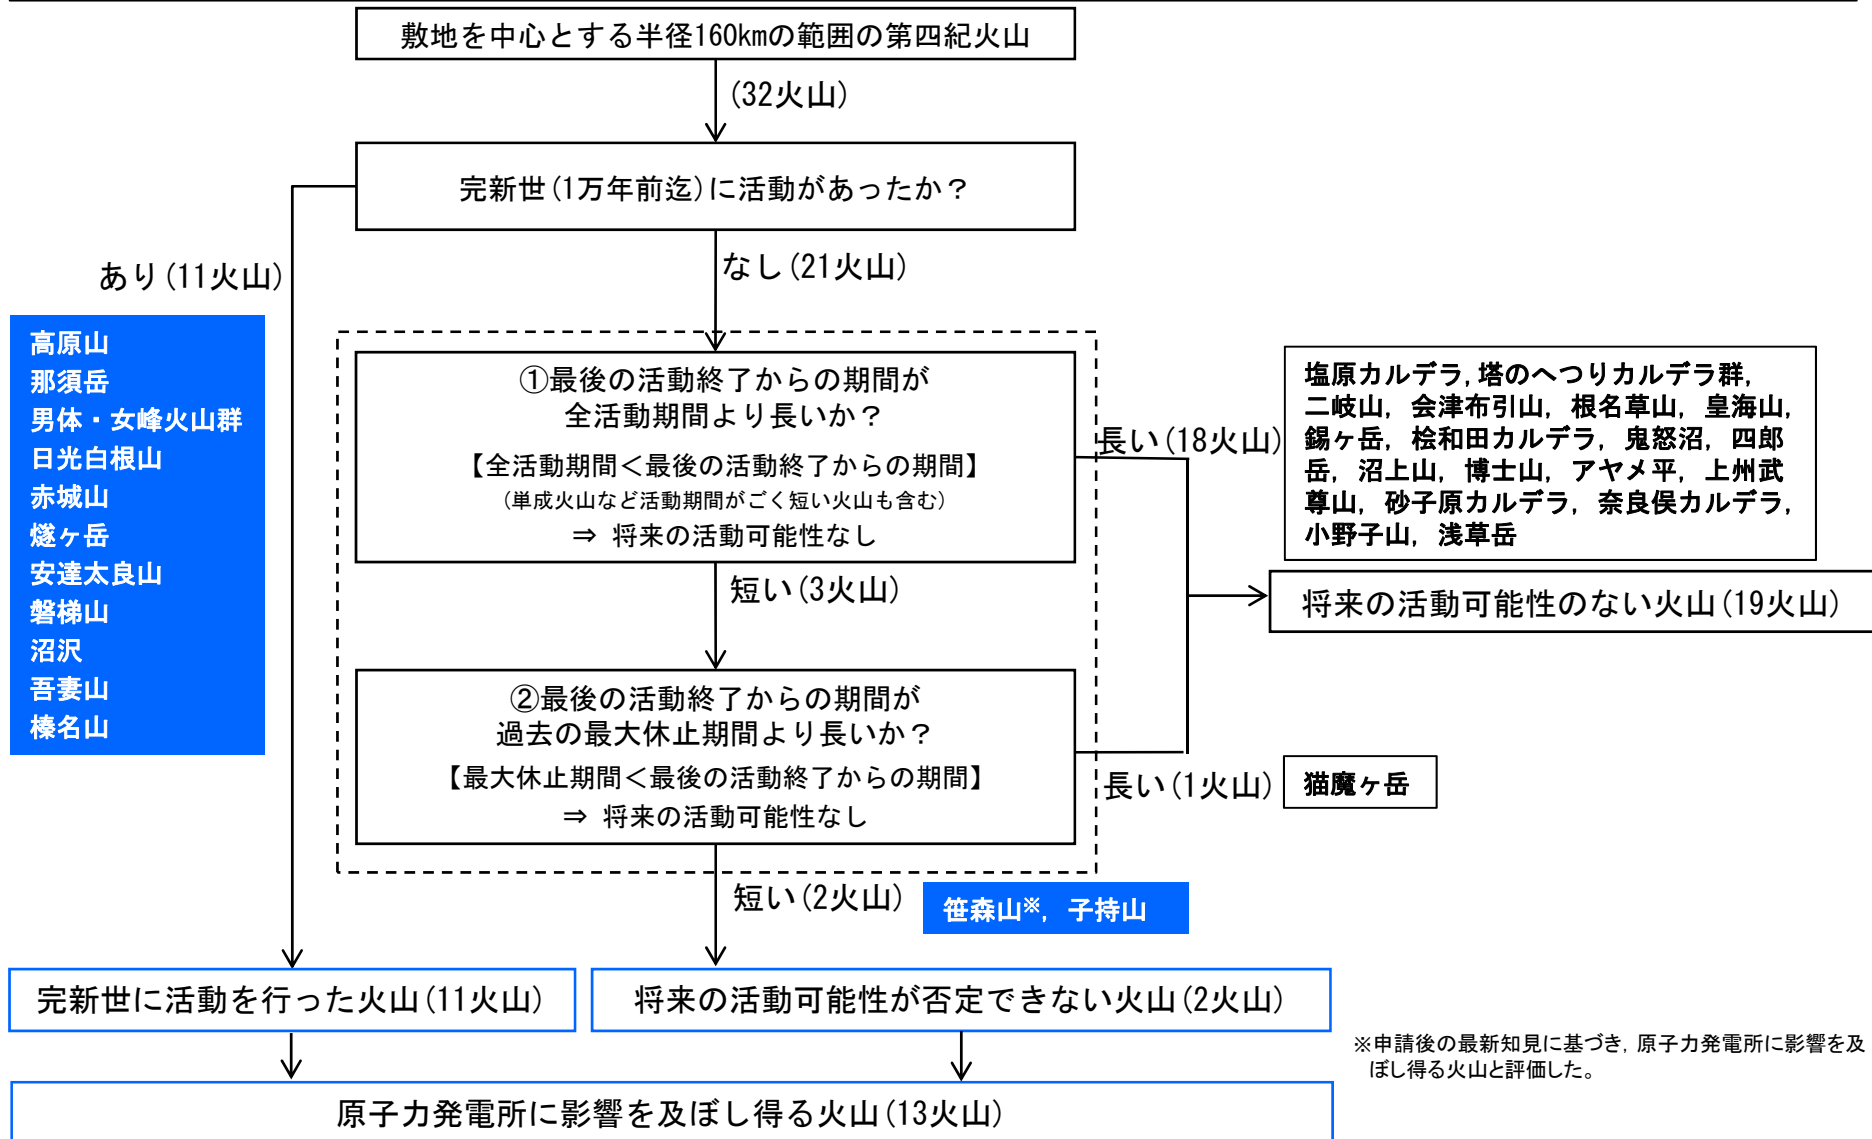 敷地を中心とする半径160kmの範囲の第四紀火山
(32火山)
完新世(1万年前迄)に活動があったか？
あり(11火山)
なし(21火山)
高原山
那須岳
男体・女峰火山群
日光白根山
赤城山
燧ヶ岳
安達太良山
磐梯山
沼沢
吾妻山
榛名山
①最後の活動終了からの期間が
全活動期間より長いか？
【全活動期間＜最後の活動終了からの期間】
(単成火山など活動期間がごく短い火山も含む)
⇒ 将来の活動可能性なし
長い(18火山)
塩原カルデラ，塔のへつりカルデラ群，
二岐山，会津布引山，根名草山，皇海山，
錫ヶ岳，桧和田カルデラ，鬼怒沼，四郎
岳，沼上山，博士山，アヤメ平，上州武
尊山，砂子原カルデラ，奈良俣カルデラ，
小野子山，浅草岳
短い(3火山)
将来の活動可能性のない火山(19火山)
②最後の活動終了からの期間が
過去の最大休止期間より長いか？
【最大休止期間＜最後の活動終了からの期間】
⇒ 将来の活動可能性なし
長い(1火山)
猫魔ヶ岳
短い(2火山)
笹森山※，子持山
完新世に活動を行った火山(11火山)
将来の活動可能性が否定できない火山(2火山)
※申請後の最新知見に基づき，原子力発電所に影響を及
ぼし得る火山と評価した。
原子力発電所に影響を及ぼし得る火山(13火山)